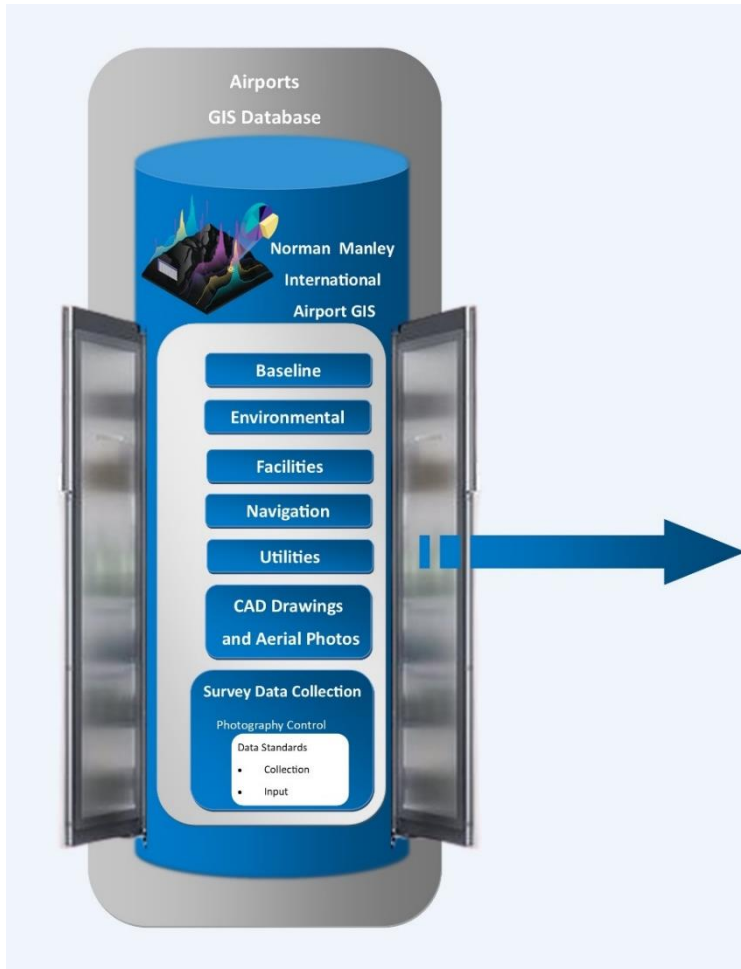 Airports
GIS Database
Norman Manley
International
Airport GIS
Baseline
Environmental
Facilities
Navigation
Utilities
CAD Drawings
and Aerial Photos
Survey Data Collection
Photography Control
Data Standards
• Collection
• Input